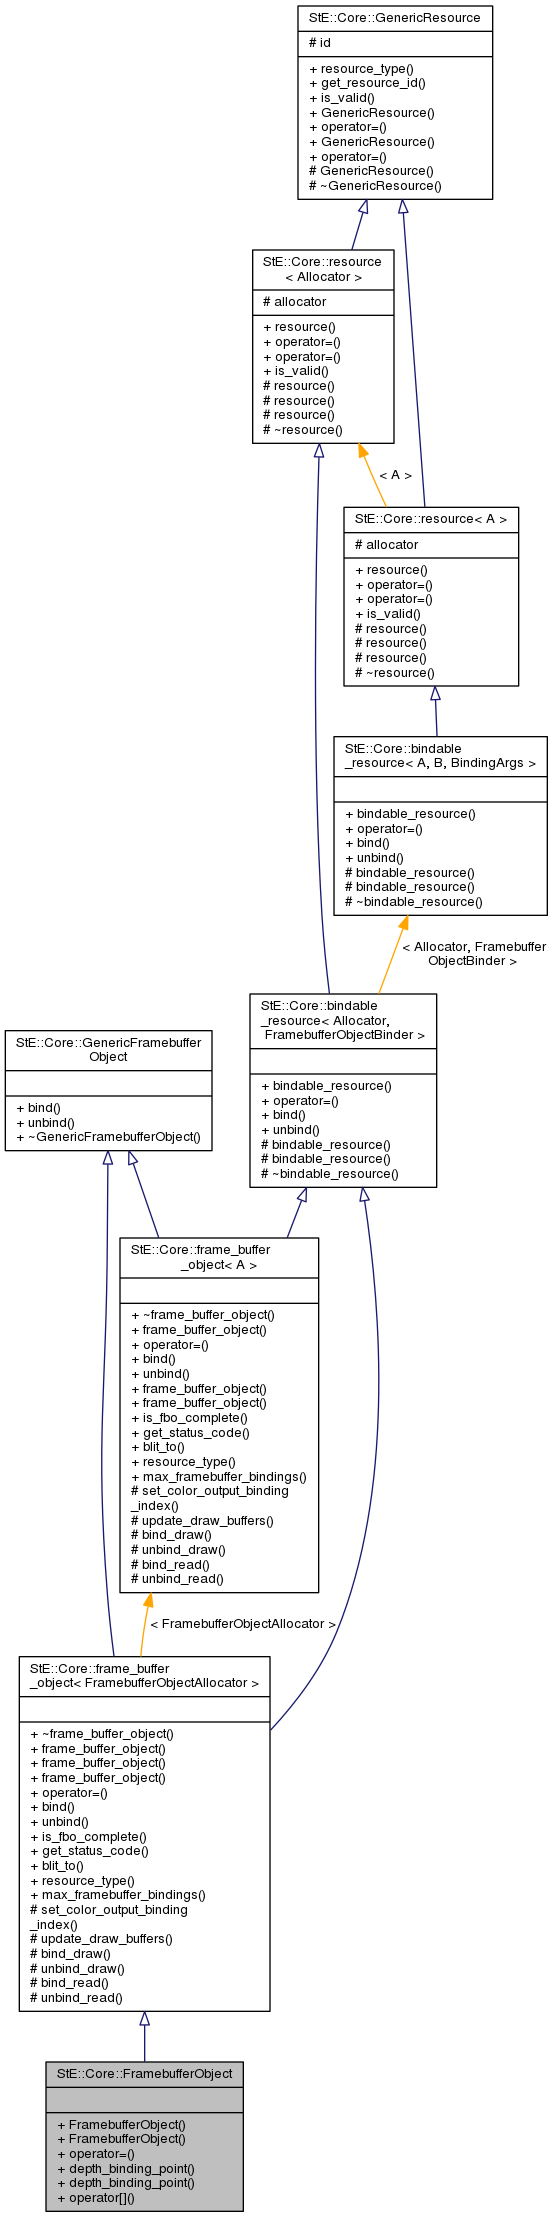 StE::Core::GenericResource
# id
+ resource_type()
+ get_resource_id()
+ is_valid()
+ GenericResource()
+ operator=()
+ GenericResource()
+ operator=()
# GenericResource()
# ~GenericResource()
StE::Core::resource
< Allocator >
# allocator
+ resource()
+ operator=()
+ operator=()
+ is_valid()
# resource()
# resource()
# resource()
# ~resource()
< A >
StE::Core::resource< A >
# allocator
+ resource()
+ operator=()
+ operator=()
+ is_valid()
# resource()
# resource()
# resource()
# ~resource()
StE::Core::bindable
_resource< A, B, BindingArgs >
+ bindable_resource()
+ operator=()
+ bind()
+ unbind()
# bindable_resource()
# bindable_resource()
# ~bindable_resource()
< Allocator, Framebuffer
ObjectBinder >
StE::Core::bindable
_resource< Allocator,
FramebufferObjectBinder >
+ bindable_resource()
+ operator=()
+ bind()
+ unbind()
# bindable_resource()
# bindable_resource()
# ~bindable_resource()
StE::Core::GenericFramebuffer
Object
+ bind()
+ unbind()
+ ~GenericFramebufferObject()
StE::Core::frame_buffer
_object< A >
+ ~frame_buffer_object()
+ frame_buffer_object()
+ operator=()
+ bind()
+ unbind()
+ frame_buffer_object()
+ frame_buffer_object()
+ is_fbo_complete()
+ get_status_code()
+ blit_to()
+ resource_type()
+ max_framebuffer_bindings()
# set_color_output_binding
_index()
# update_draw_buffers()
# bind_draw()
# unbind_draw()
# bind_read()
# unbind_read()
< FramebufferObjectAllocator >
StE::Core::frame_buffer
_object< FramebufferObjectAllocator >
+ ~frame_buffer_object()
+ frame_buffer_object()
+ frame_buffer_object()
+ frame_buffer_object()
+ operator=()
+ bind()
+ unbind()
+ is_fbo_complete()
+ get_status_code()
+ blit_to()
+ resource_type()
+ max_framebuffer_bindings()
# set_color_output_binding
_index()
# update_draw_buffers()
# bind_draw()
# unbind_draw()
# bind_read()
# unbind_read()
StE::Core::FramebufferObject
+ FramebufferObject()
+ FramebufferObject()
+ operator=()
+ depth_binding_point()
+ depth_binding_point()
+ operator[]()